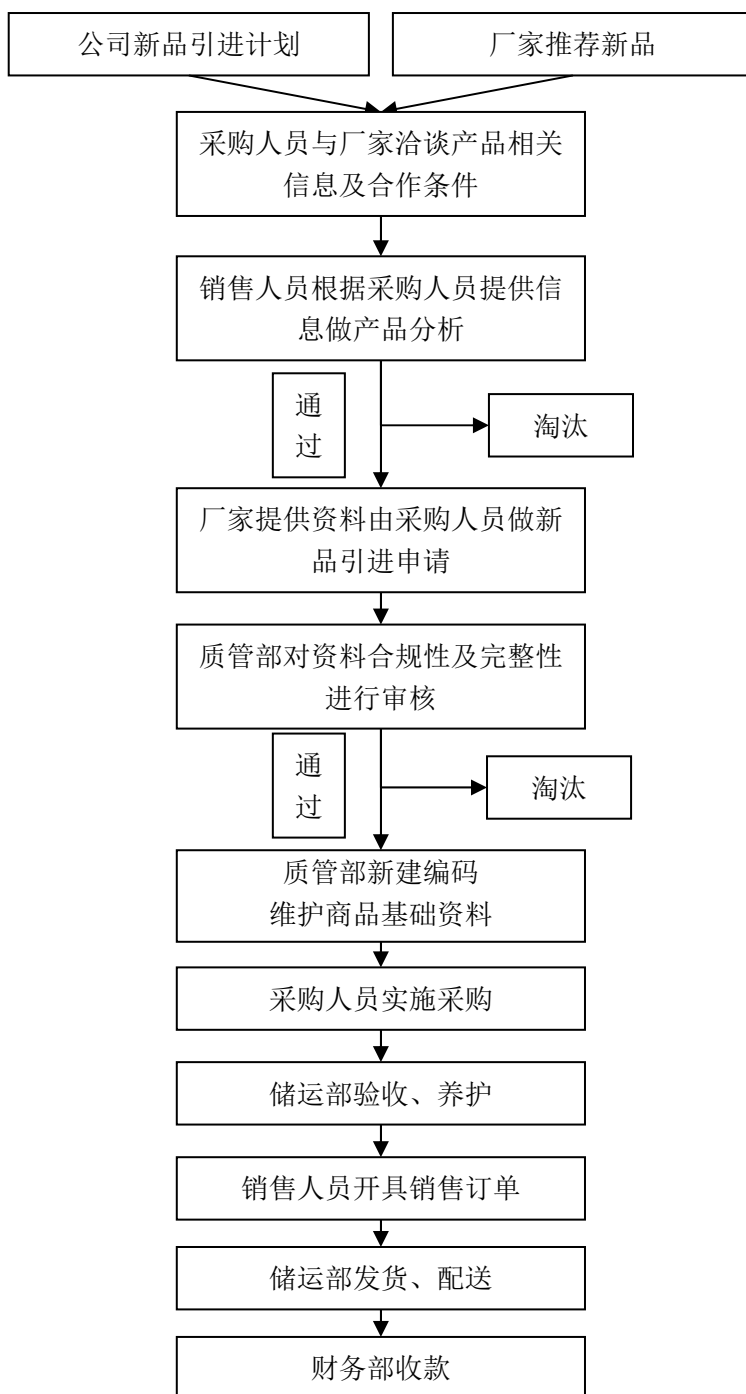 公司新品引进计划
厂家推荐新品
采购人员与厂家洽谈产品相关
信息及合作条件
销售人员根据采购人员提供信
息做产品分析
通
过
淘汰
厂家提供资料由采购人员做新
品引进申请
质管部对资料合规性及完整性
进行审核
通
过
淘汰
质管部新建编码
维护商品基础资料
采购人员实施采购
储运部验收、养护
销售人员开具销售订单
储运部发货、配送
财务部收款